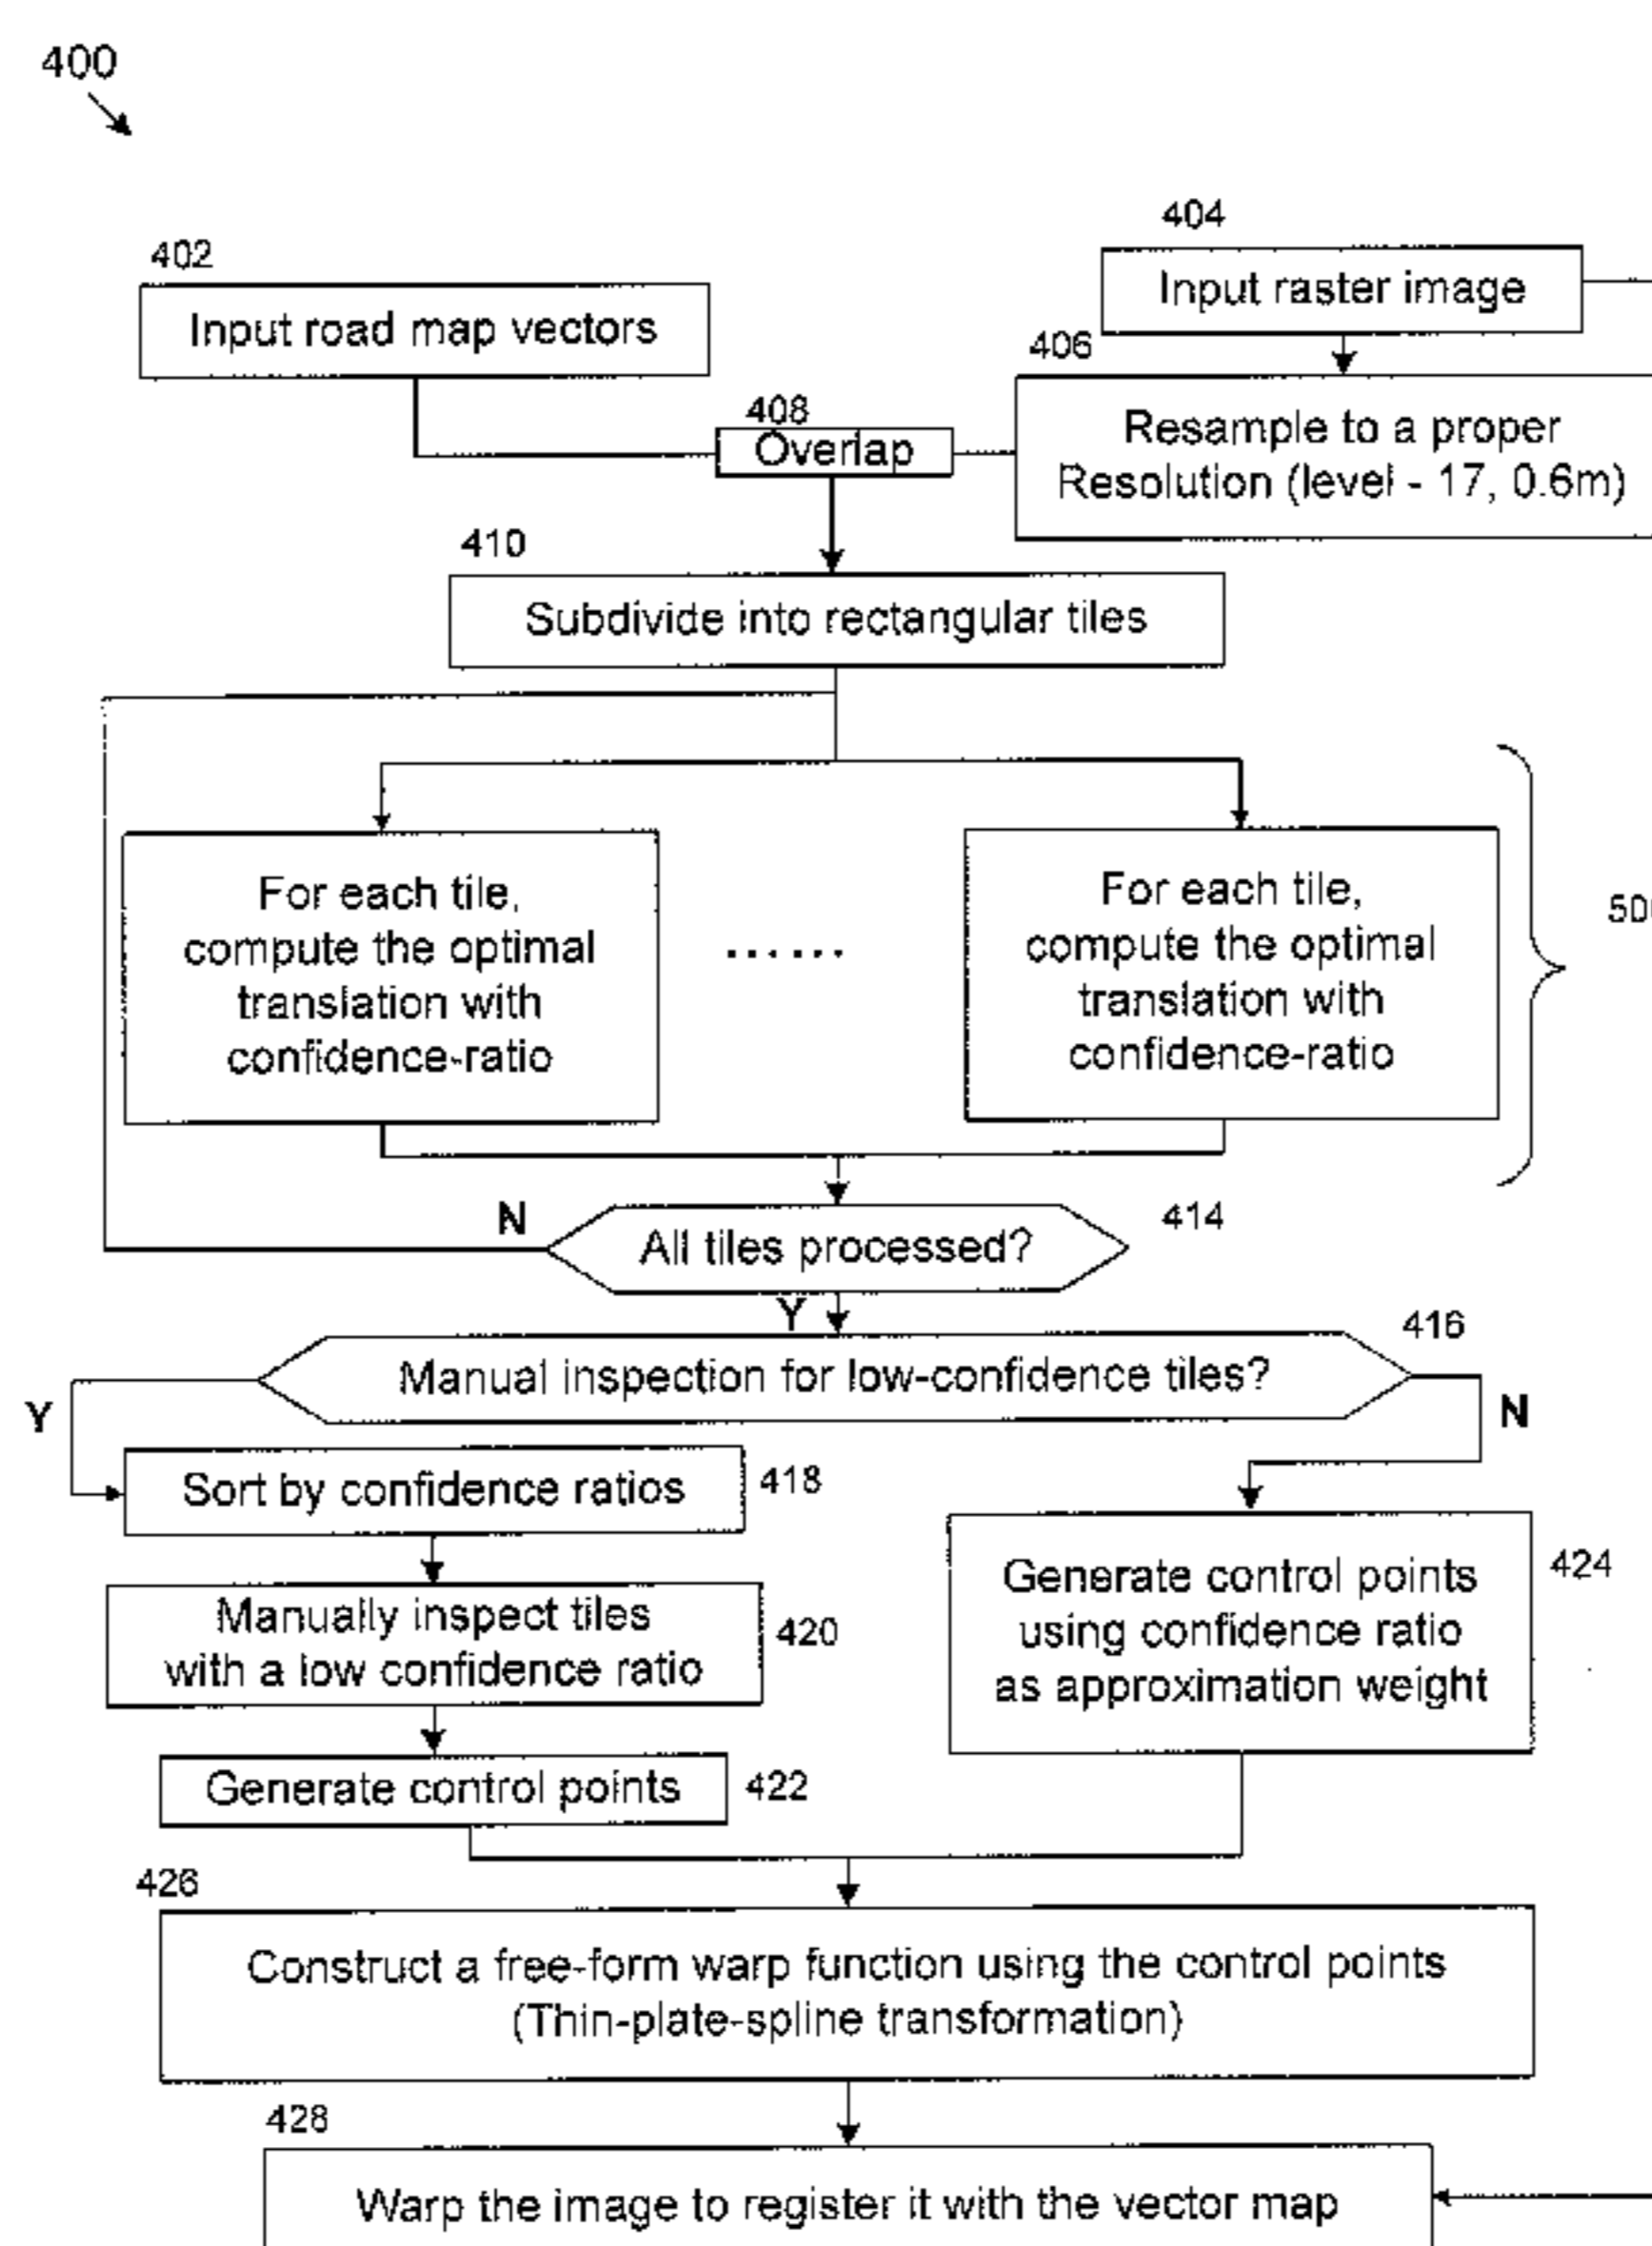 400
402
Input road map vectors
404
Input raster image
406
Resample to a proper
Resolution (level - 17, 0.6m)
408
Overlap
410
Subdivide into rectangular tiles
For each tile,
compute the optimal
translation with
confidence-ratio
......
For each tile,
compute the optimal
translation with
confidence-ratio
N
All tiles processed?
414
Y
416
Manual inspection for low-confidence tiles?
Y
N
Sort by confidence ratios
418
Manually inspect tiles
with a low confidence ratio
420
Generate control points
422
Generate control points
using confidence ratio
as approximation weight
424
426
Construct a free-form warp function using the control points
(Thin-plate-spline transformation)
428
Warp the image to register it with the vector map